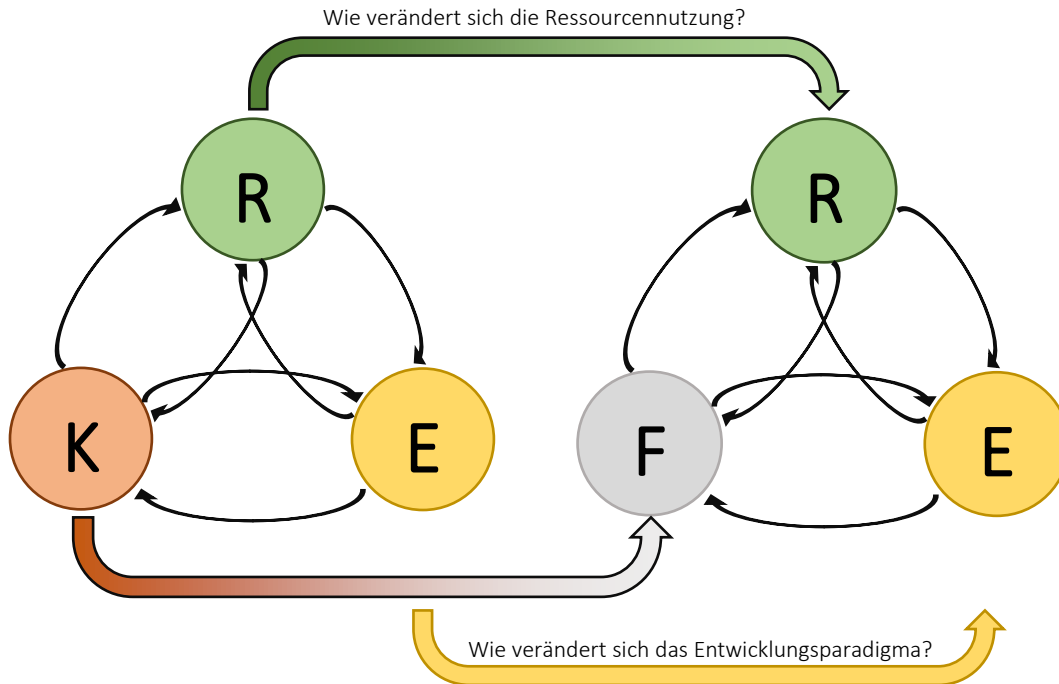 Wie verändert sich die Ressourcennutzung?
R
R
K
E
F
E
Wie verändert sich das Entwicklungsparadigma?